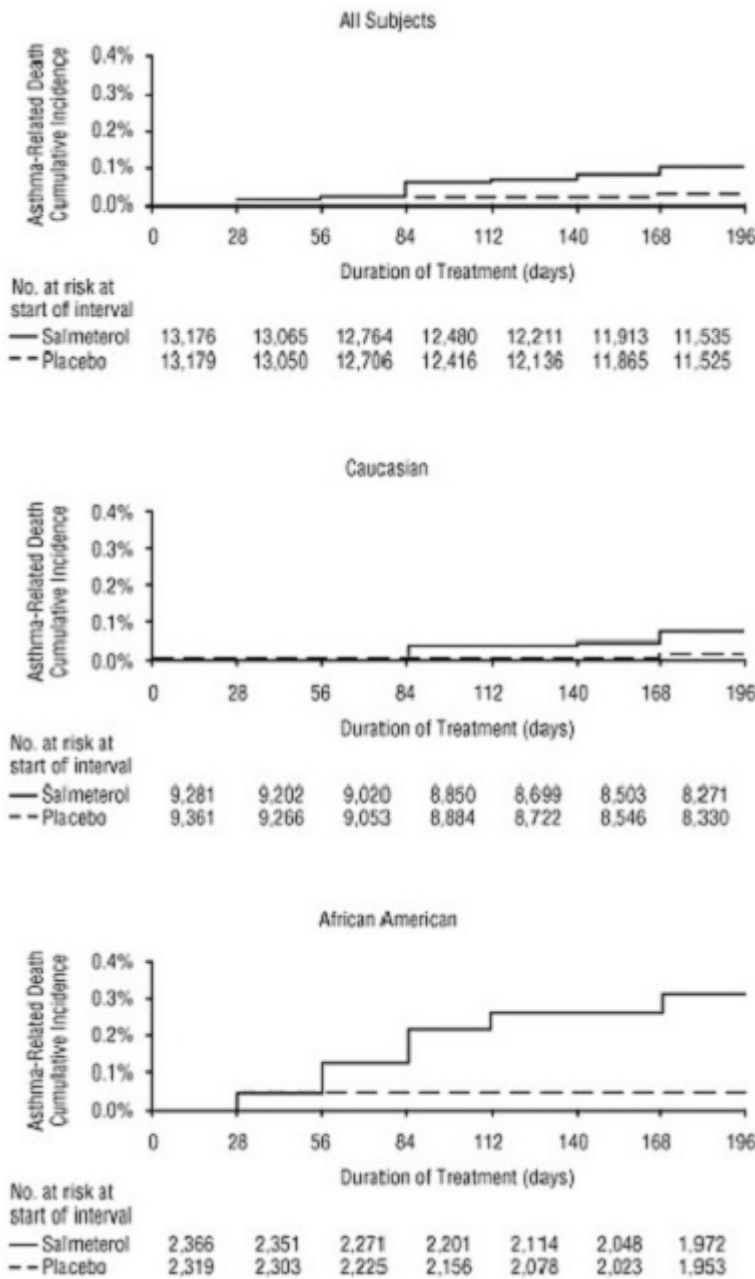 All Subjects
Asthma-Related Death
Cumulative Incidence
0.4%
0.3%
0.2%
0.1%
0.0%
0 28 56 84 112 140 168 196
Duration of Treatment (days)
No. at risk at
start of interval
Salmeterol 13,176 13,065 12,764 12,480 12,211 11,913 11,535
Placebo 13,179 13,050 12,706 12,416 12,136 11,865 11,525
Caucasian
Asthma-Related Death
Cumulative Incidence
0.4%
0.3%
0.2%
0.1%
0.0%
0 28 56 84 112 140 168 196
Duration of Treatment (days)
No. at risk at
start of interval
Salmeterol 9,281 9,202 9,020 8,850 8,699 8,503 8,271
Placebo 9,361 9,266 9,053 8,884 8,722 8,546 8,330
African American
Asthma-Related Death
Cumulative Incidence
0.4%
0.3%
0.2%
0.1%
0.0%
0 28 56 84 112 140 168 196
Duration of Treatment (days)
No. at risk at
start of interval
Salmeterol 2,366 2,351 2,271 2,201 2,114 2,048 1,972
Placebo 2,319 2,303 2,225 2,156 2,078 2,023 1,953